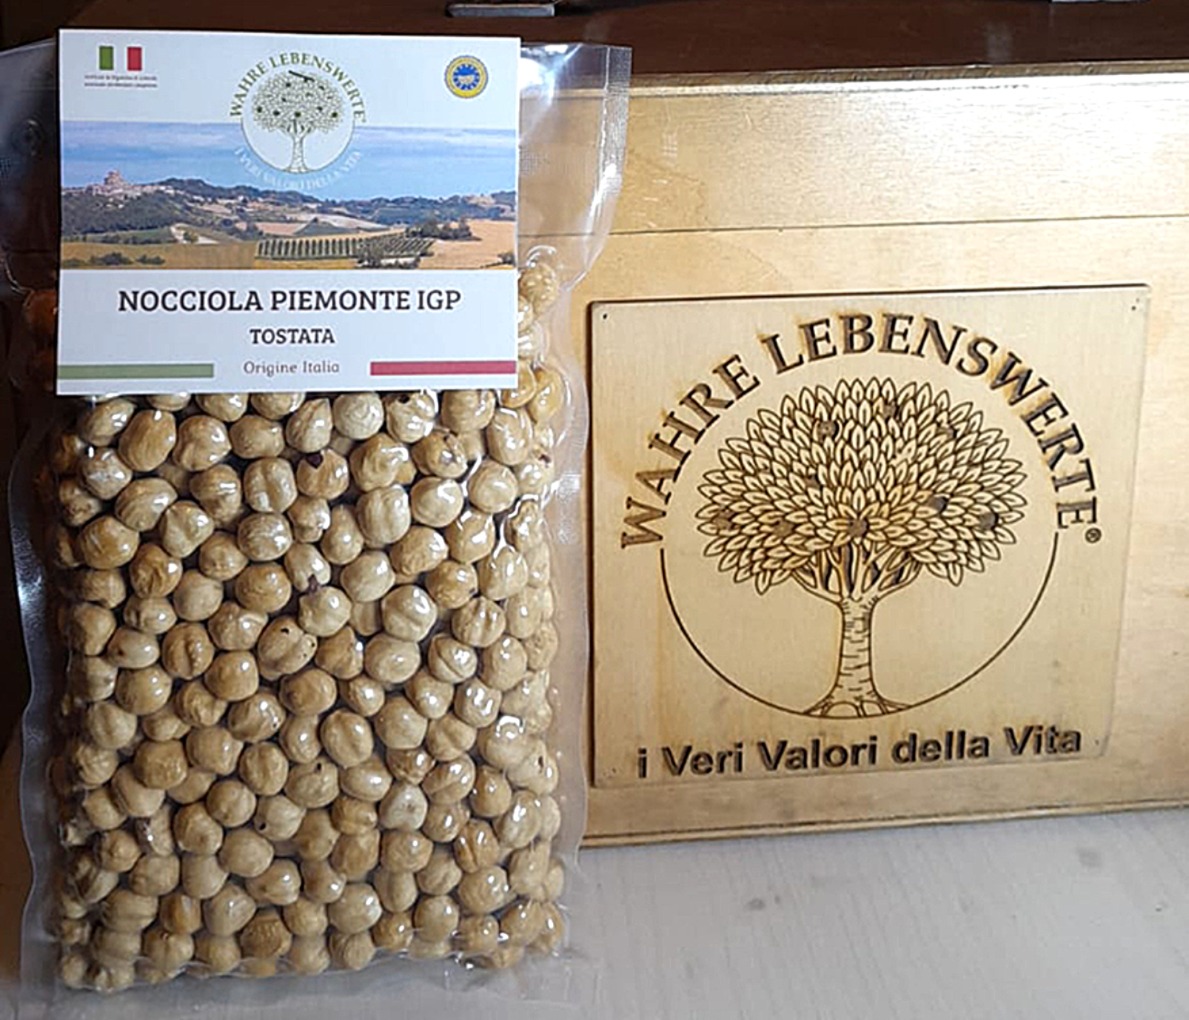 WAHRE LEBENSWERTE
I VERI VALORI DELLA VITA
NOCCIOLA PIEMONTE IGP
TOSTATA
Origine Italia
WAHRE LEBENSWERTE®
i Veri Valori della Vita